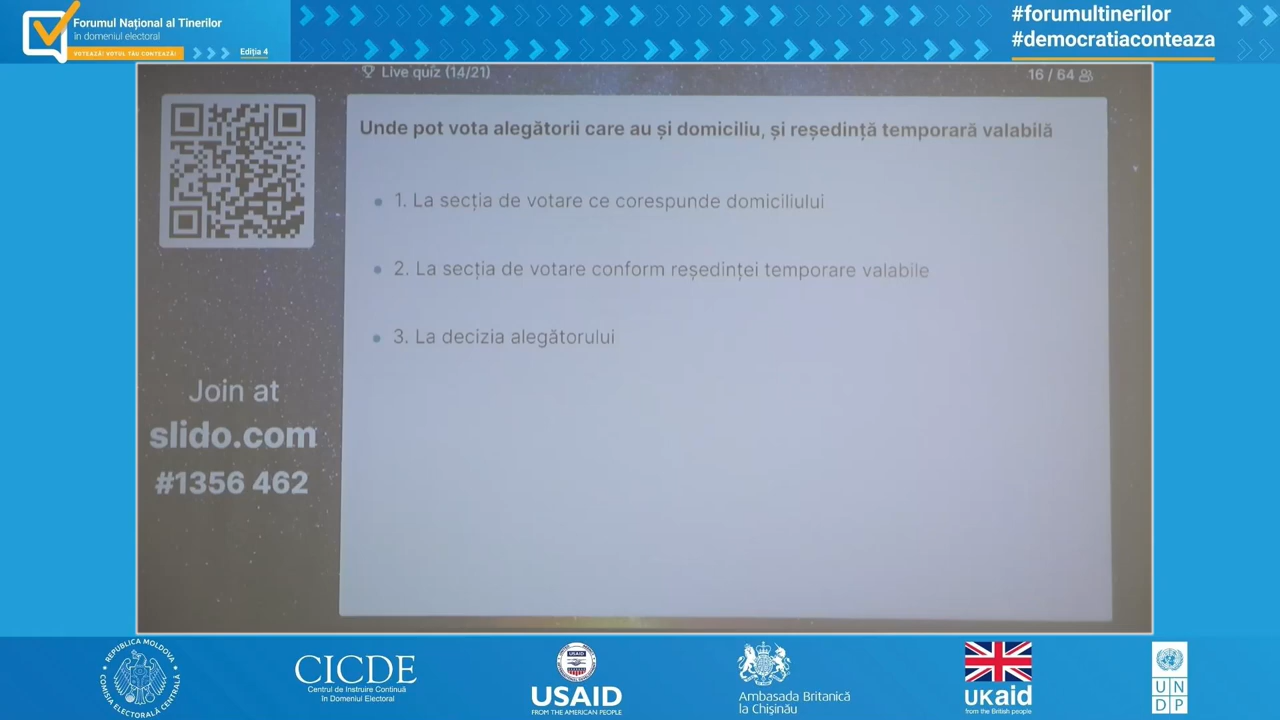 Forumul Național al Tinerilor
în domeniul electoral
VOTEAZĂ! VOTUL TĂU CONTEAZĂ!
Ediția 4
#forumultinerilor
#democratiaconteaza
Live quiz (14/21)
16 / 64
Unde pot vota alegătorii care au și domiciliu, și reședință temporară valabilă
1. La secția de votare ce corespunde domiciliului
2. La secția de votare conform reședinței temporare valabile
3. La decizia alegătorului
Join at
slido.com
#1356 462
REPUBLICA MOLDOVA
COMISIA ELECTORALĂ CENTRALĂ
CICDE
Centrul de Instruire Continuă
în Domeniul Electoral
USAID
USAID
FROM THE AMERICAN PEOPLE
Ambasada Britanică
la Chișinău
UKaid
from the British people
U N
D P